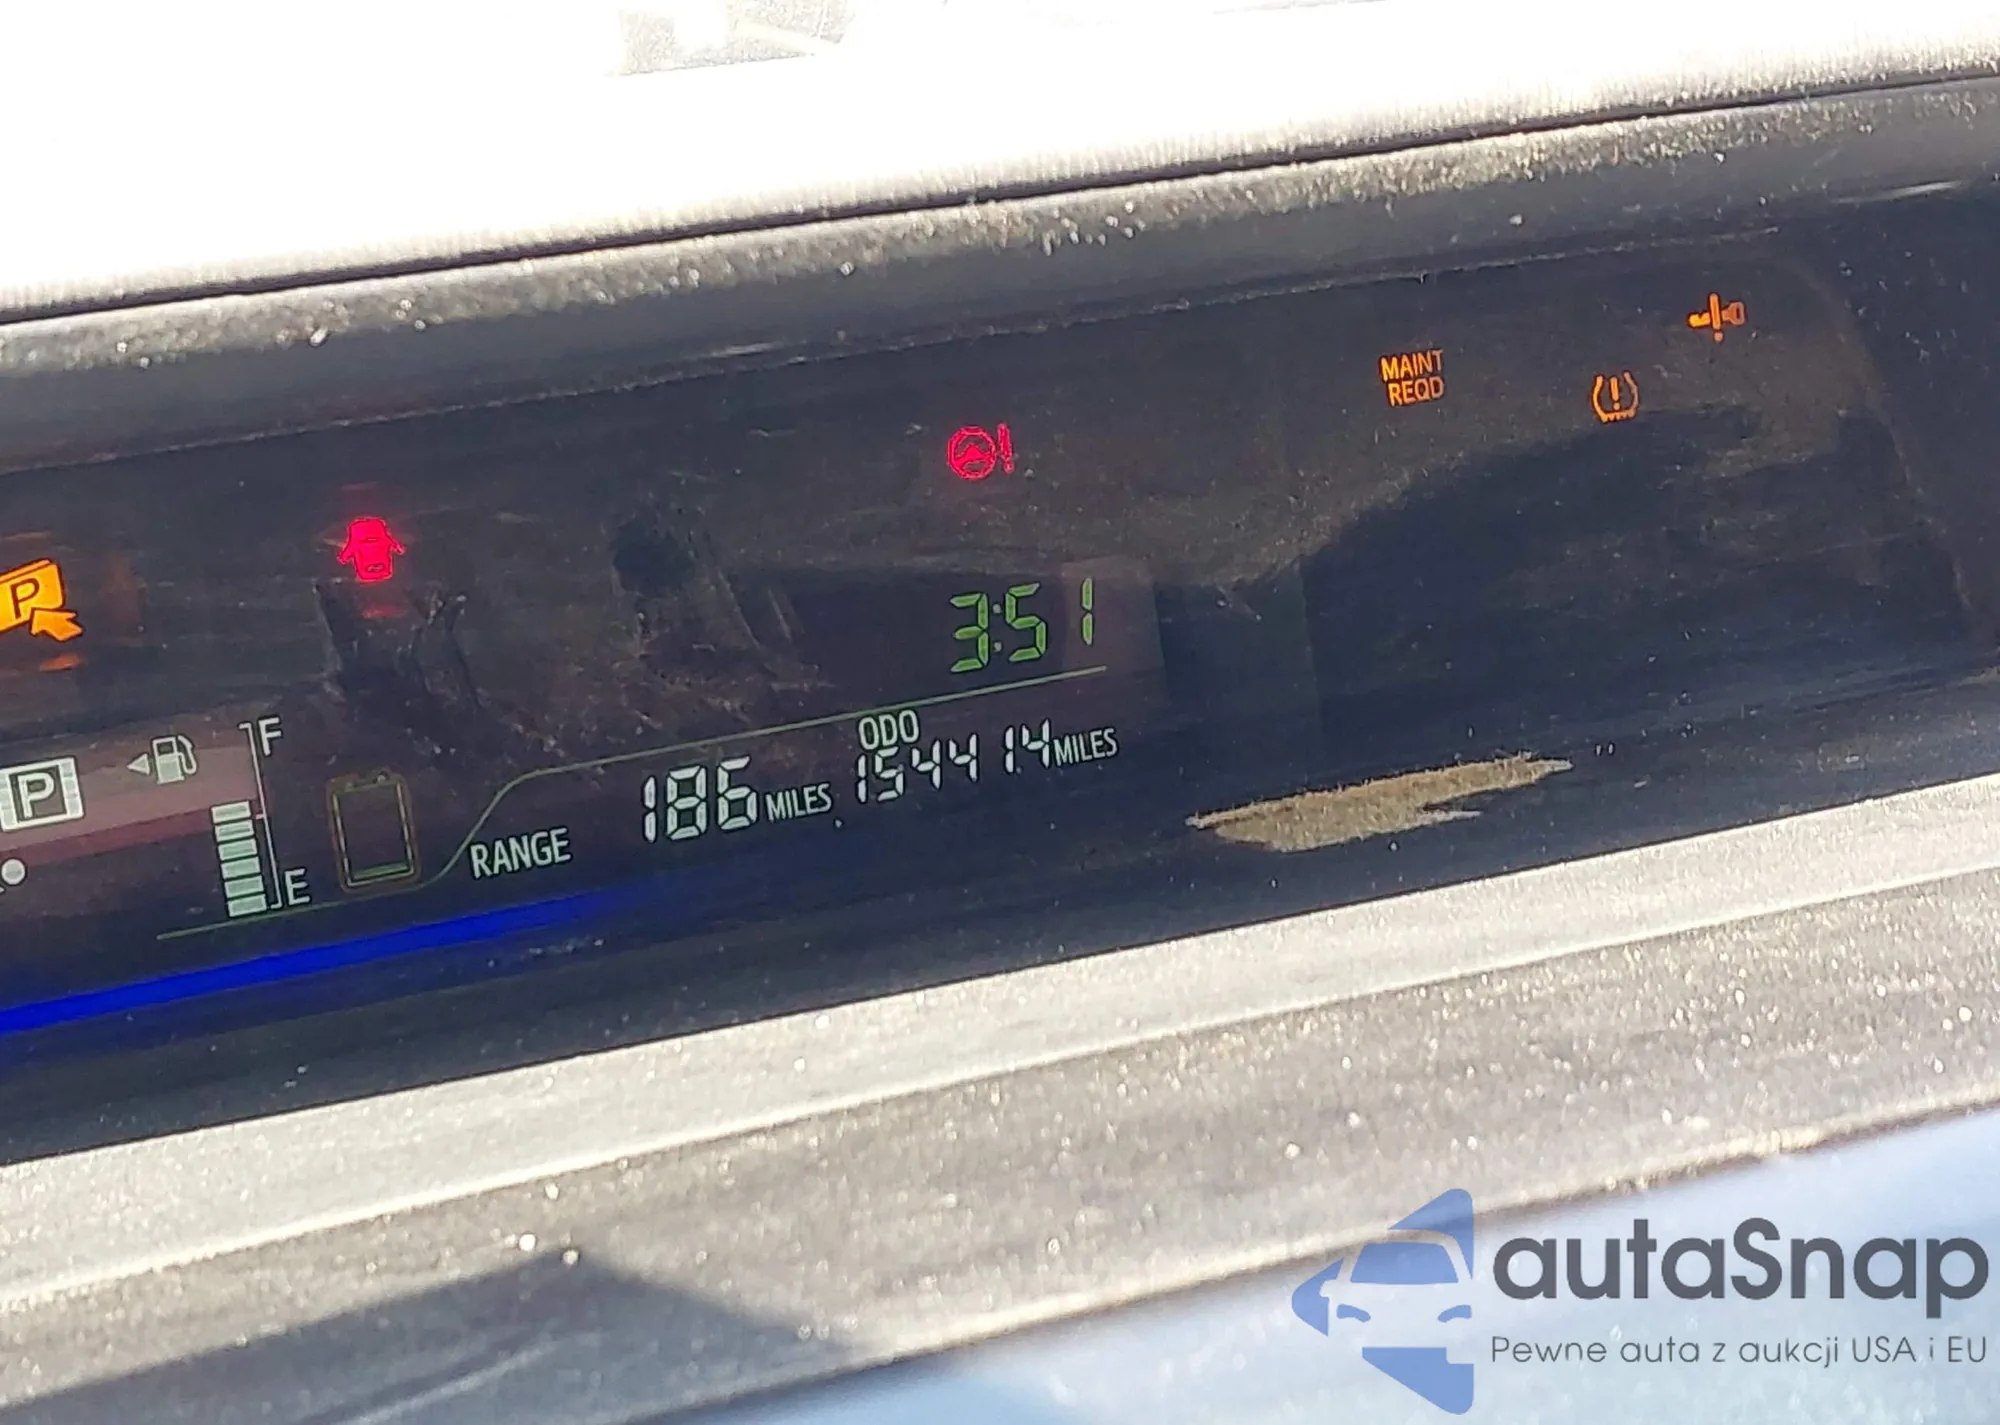 MAINT
REQD
P
3:51
F
P
ODO
186 MILES 154414 MILES
RANGE
E
autaSnap
Pewne auta z aukcji USA i EU